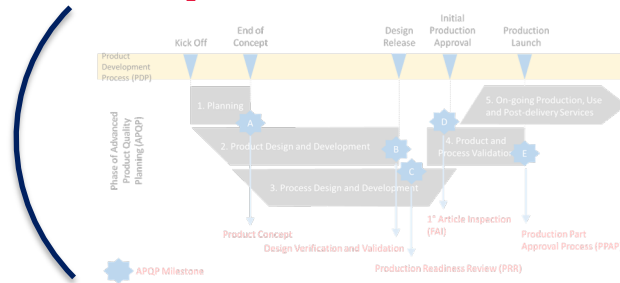 Kick Off
End of
Concept
Design
Release
Initial
Production
Approval
Production
Launch
Product
Development
Process (PDP)
Phase of Advanced
Product Quality
Planning (APQP)
1. Planning
A
2. Product Design and Development
B
C
3. Process Design and Development
D
4. Product and
Process Validation
E
5. On-going Production, Use
and Post-delivery Services
Product Concept
Design Verification and Validation
1° Article Inspection
(FAI)
Production Readiness Review (PRR)
Production Part
Approval Process (PPAP
APQP Milestone